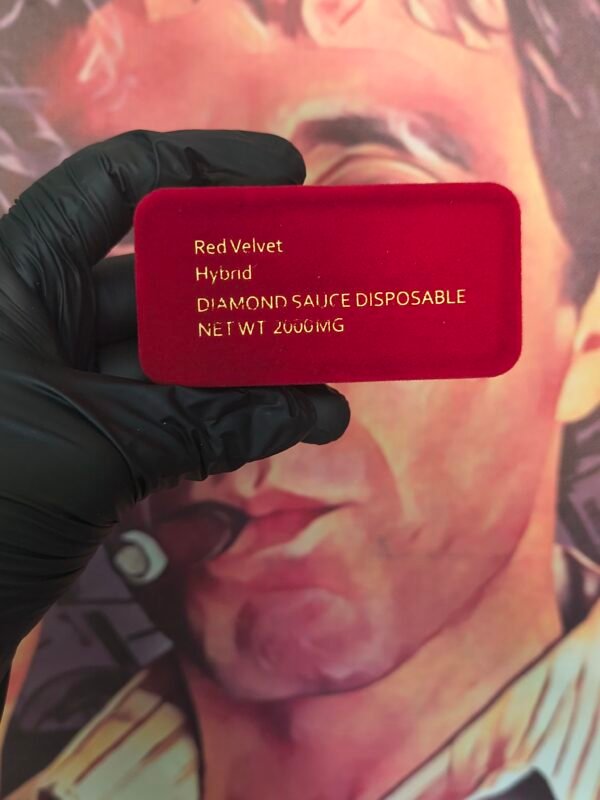 Red Velvet
Hybrid
DIAMOND SAUCE DISPOSABLE
NET WT 2000MG